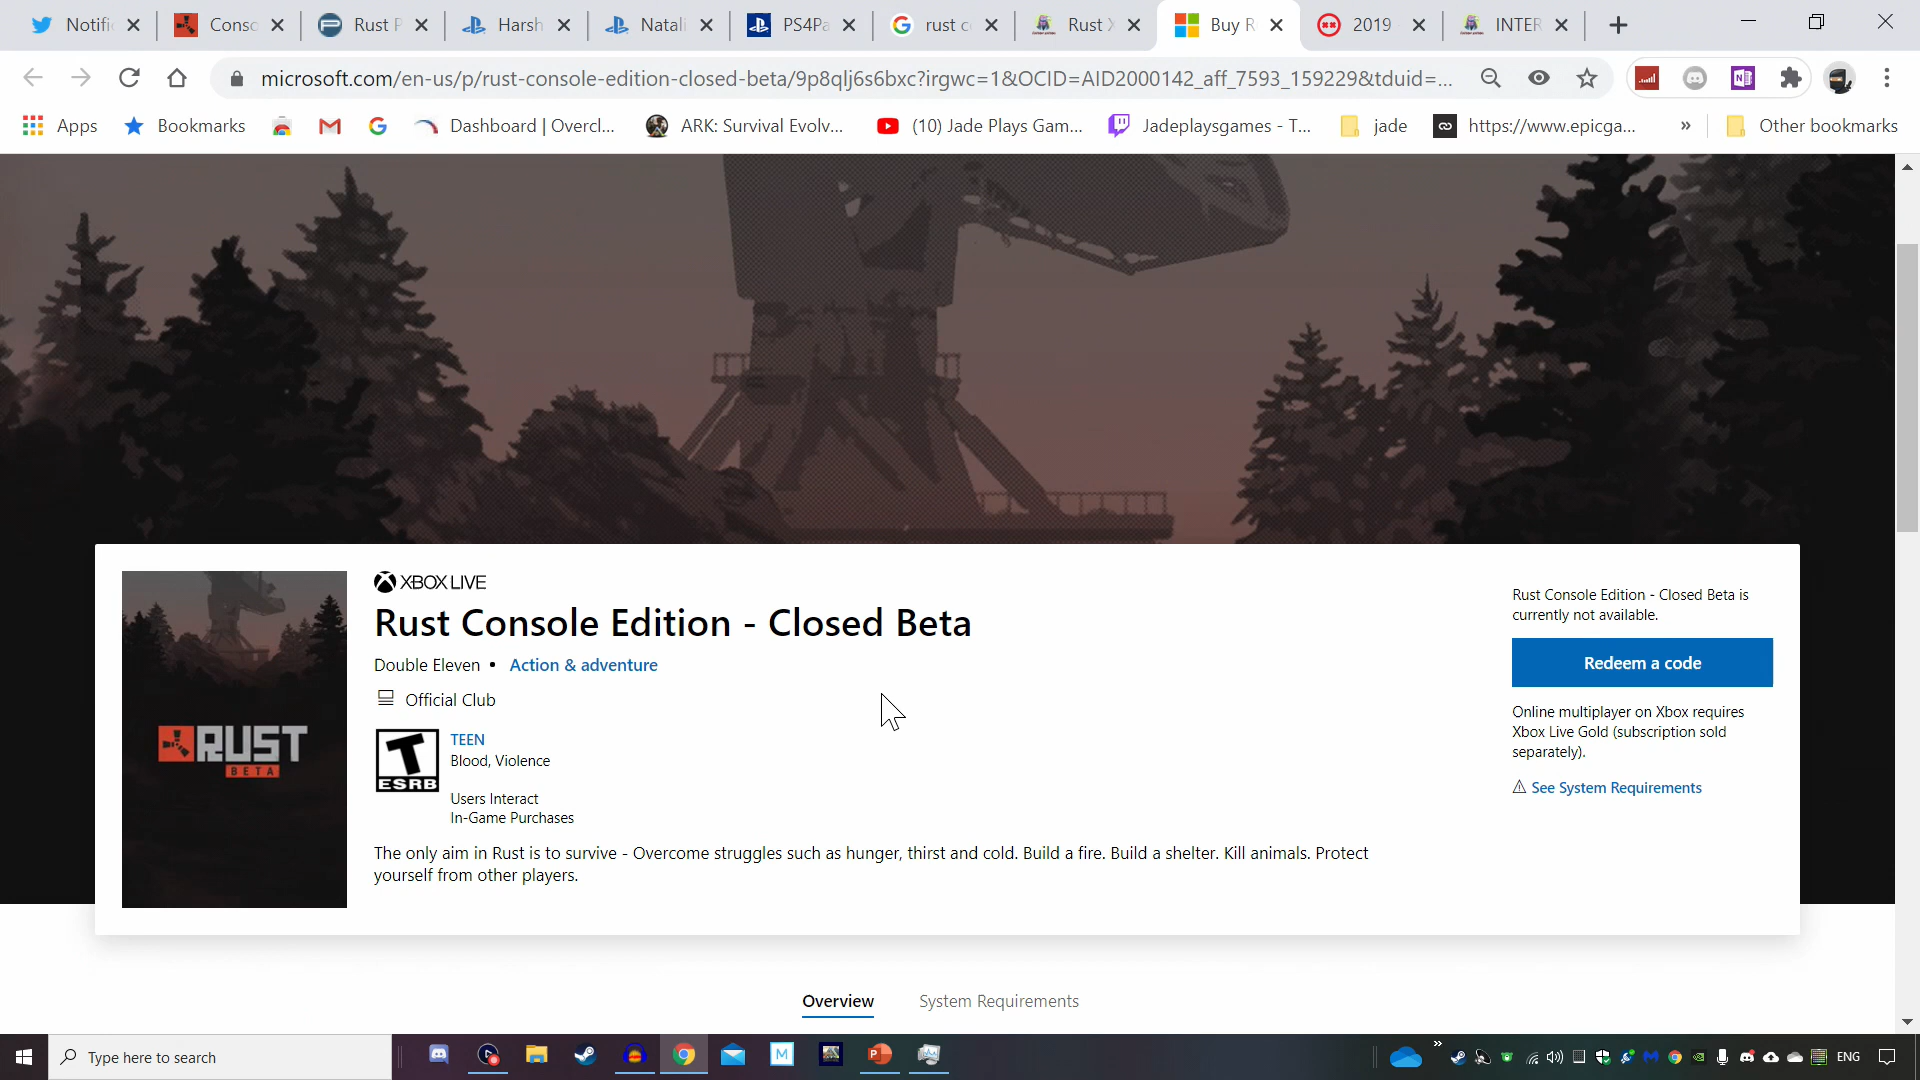 Notifi
Conso
Rust P
Harsh
Natali
PS4Pa
rust c
Rust X
Buy R
2019
INTER
microsoft.com/en-us/p/rust-console-edition-closed-beta/9p8qlj6s6bxc?irgwc=1&OCID=AID2000142_aff_7593_159229&tduid=...
Apps
Bookmarks
Dashboard | Overcl...
ARK: Survival Evolv...
(10) Jade Plays Gam...
Jadeplaysgames - T...
jade
https://www.epicga...
»
Other bookmarks
XBOX LIVE
Rust Console Edition - Closed Beta
Double Eleven • Action & adventure
Official Club
T
ESRB
TEEN
Blood, Violence
Users Interact
In-Game Purchases
The only aim in Rust is to survive - Overcome struggles such as hunger, thirst and cold. Build a fire. Build a shelter. Kill animals. Protect
yourself from other players.
RUST
BETA
Rust Console Edition - Closed Beta is
currently not available.
Redeem a code
Online multiplayer on Xbox requires
Xbox Live Gold (subscription sold
separately).
See System Requirements
Overview
System Requirements
Type here to search
ENG